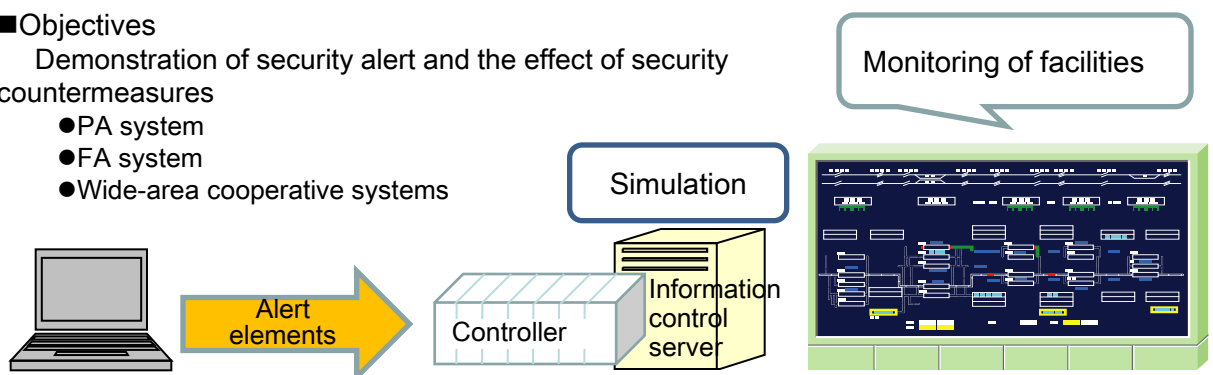 ■Objectives
Demonstration of security alert and the effect of security
countermeasures
●PA system
●FA system
●Wide-area cooperative systems
Monitoring of facilities
Simulation
Alert
elements
Controller
Information
control
server